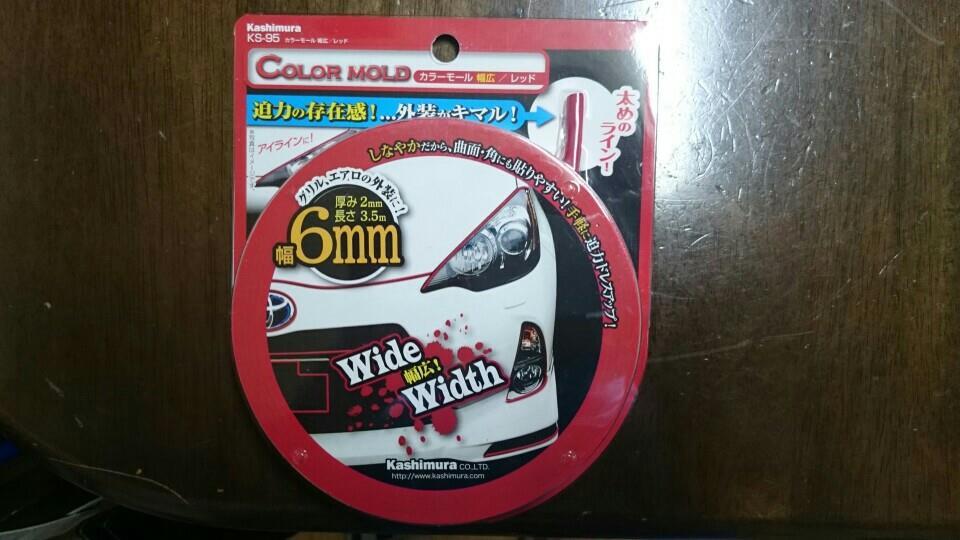 Kashimura
KS-95 カラーモール 幅広／レッド
COLOR MOLD カラーモール 幅広 ／ レッド
迫力の存在感！…外装がキマル！
太めの
ライン！
アイラインに！
しなやかだから、曲面・角にも貼りやすい！手軽に迫力ドレスアップ！
グリル、エアロの外装に！
厚み 2mm
長さ 3.5m
幅6mm
Wide
幅広！
Width
Kashimura CO.,LTD.
http://www.kashimura.com